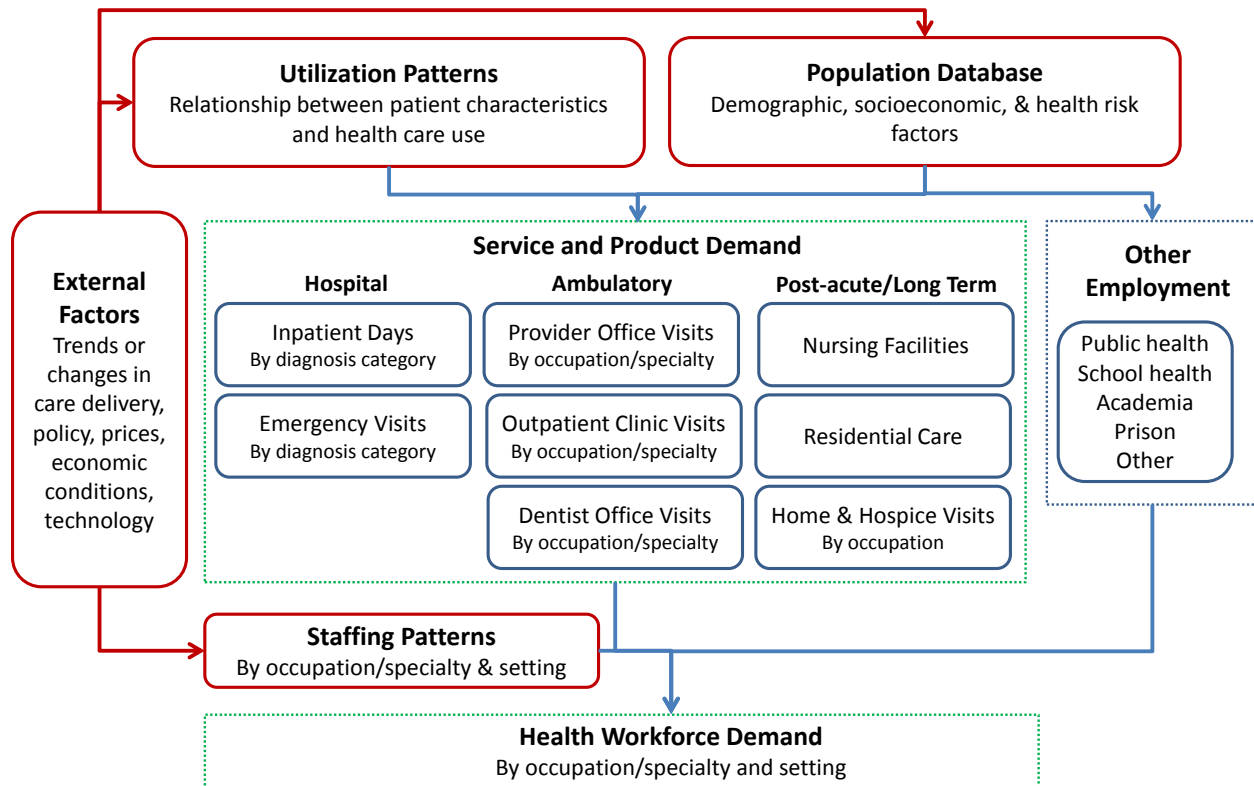 Utilization Patterns
Relationship between patient characteristics
and health care use
Population Database
Demographic, socioeconomic, & health risk
factors
External
Factors
Trends or
changes in
care delivery,
policy, prices,
economic
conditions,
technology
Service and Product Demand
Hospital
Inpatient Days
By diagnosis category
Emergency Visits
By diagnosis category
Ambulatory
Provider Office Visits
By occupation/specialty
Outpatient Clinic Visits
By occupation/specialty
Dentist Office Visits
By occupation/specialty
Post-acute/Long Term
Nursing Facilities
Residential Care
Home & Hospice Visits
By occupation
Other
Employment
Public health
School health
Academia
Prison
Other
Staffing Patterns
By occupation/specialty & setting
Health Workforce Demand
By occupation/specialty and setting